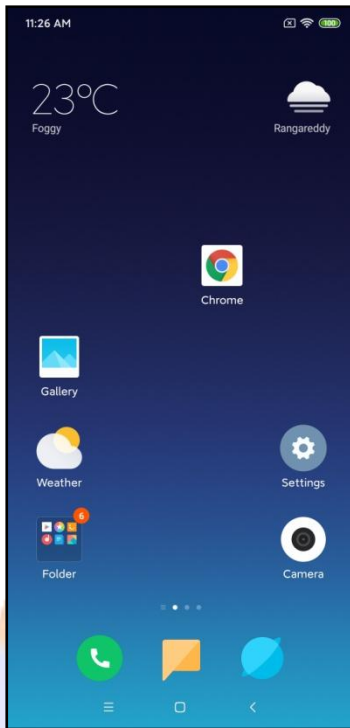 11:26 AM
100
23°C
Foggy
Rangareddy
Chrome
Gallery
Weather
Settings
6
Folder
Camera